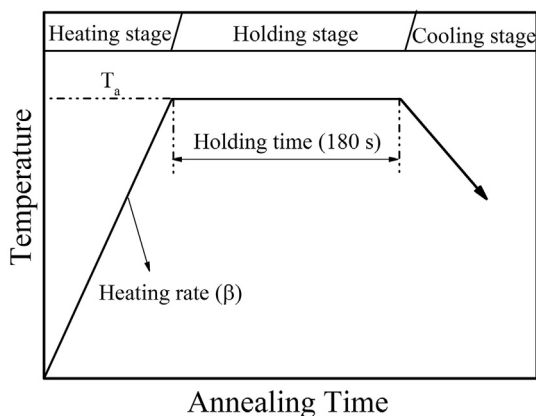 Heating stage
Holding stage
Cooling stage
Tₐ
Holding time (180 s)
Heating rate (β)
Temperature
Annealing Time